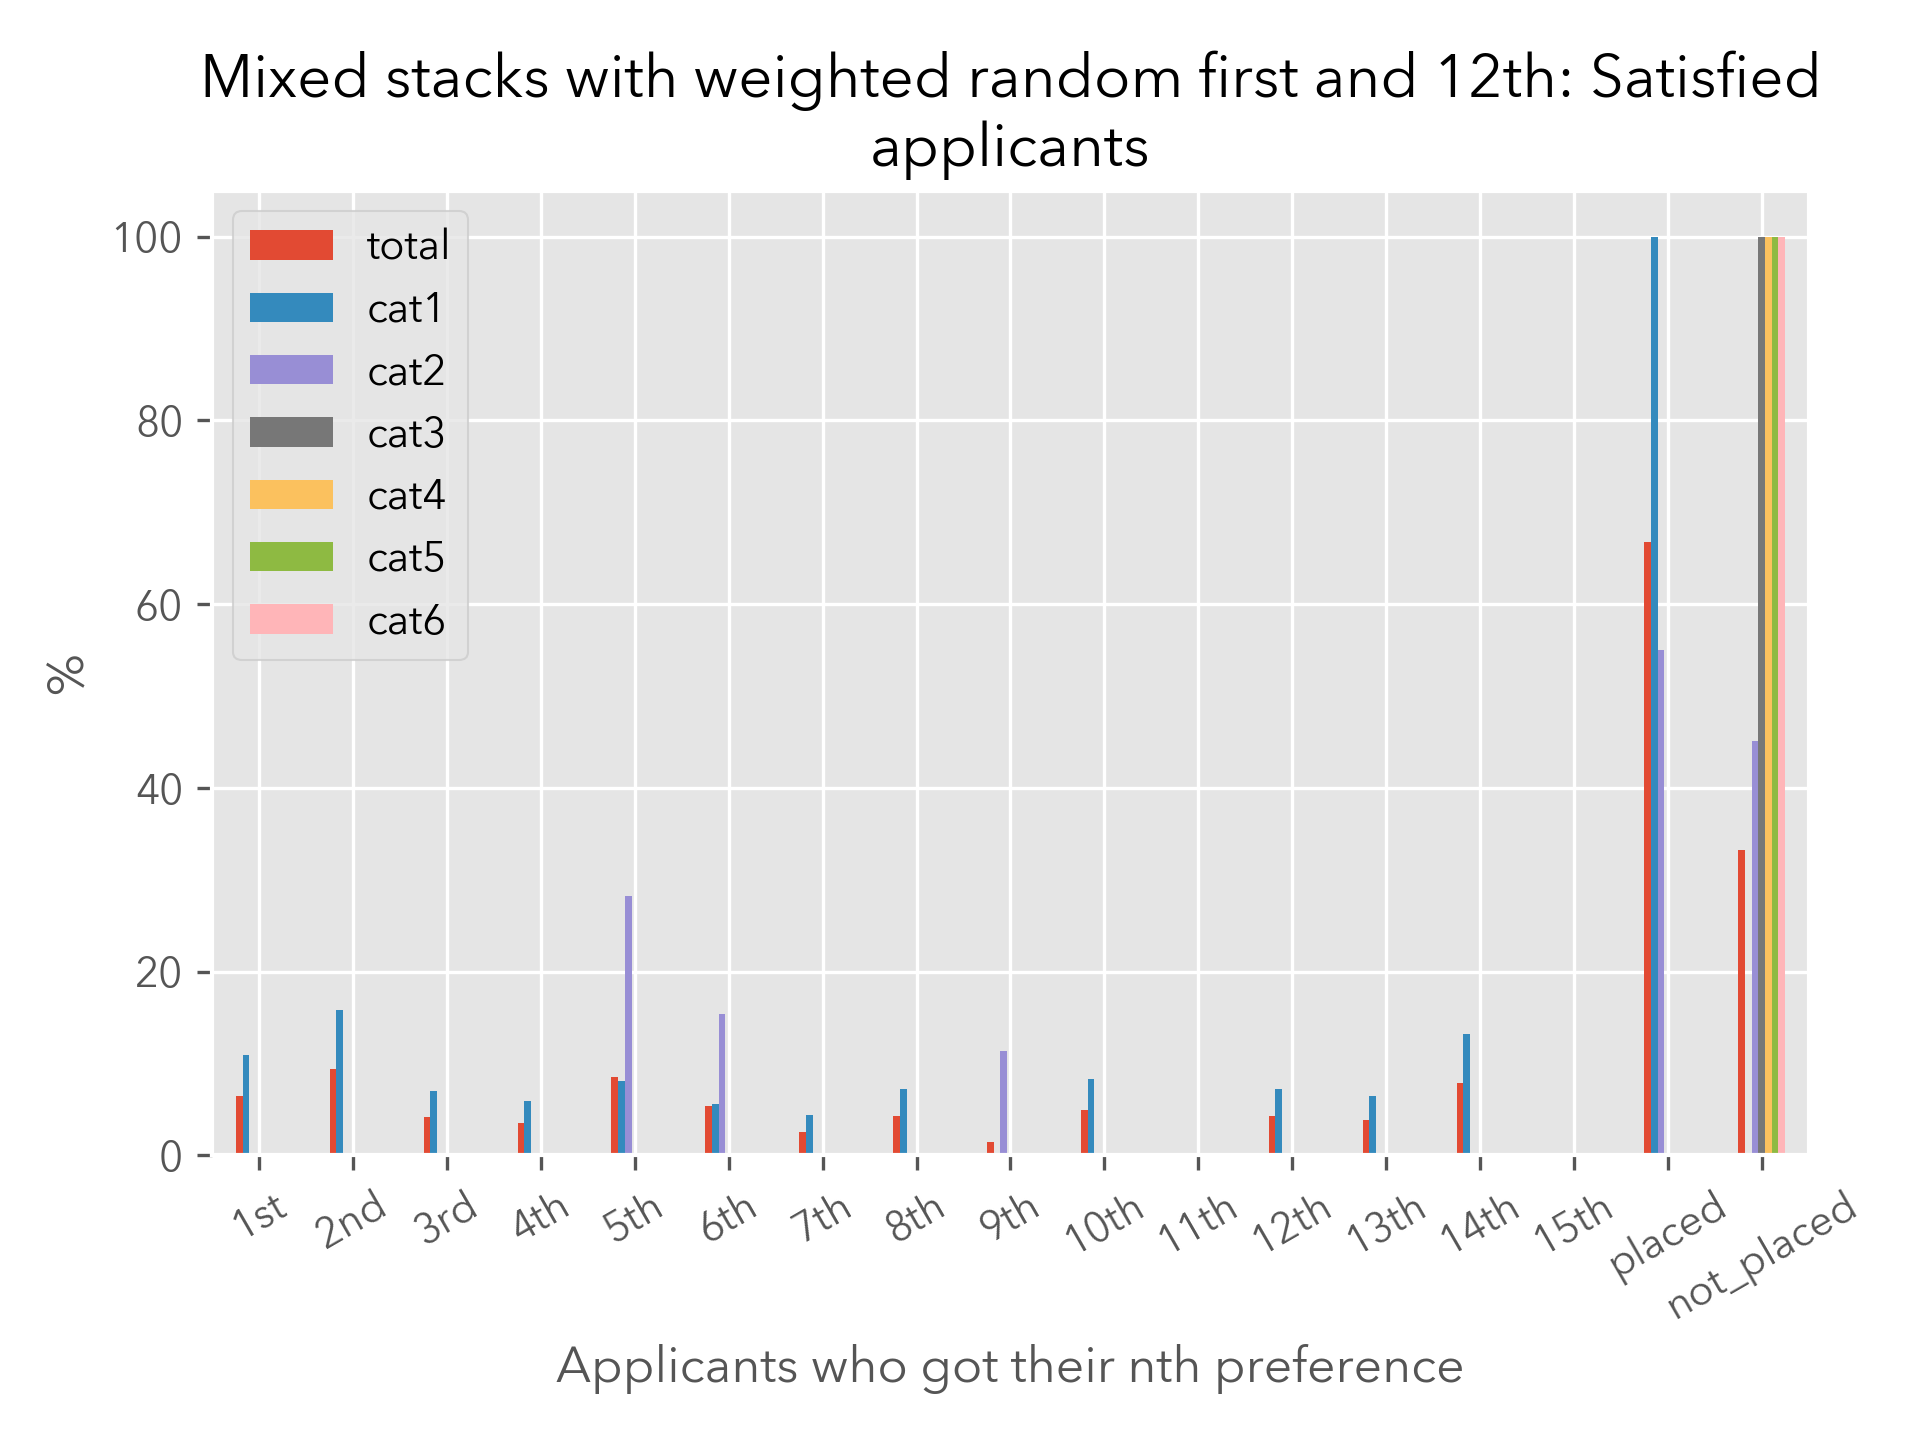 Mixed stacks with weighted random first and 12th: Satisfied
applicants
100
80
60
40
20
0
%
total
cat1
cat2
cat3
cat4
cat5
cat6
1st
2nd
3rd
4th
5th
6th
7th
8th
9th
10th
11th
12th
13th
14th
15th
placed
not_placed
Applicants who got their nth preference